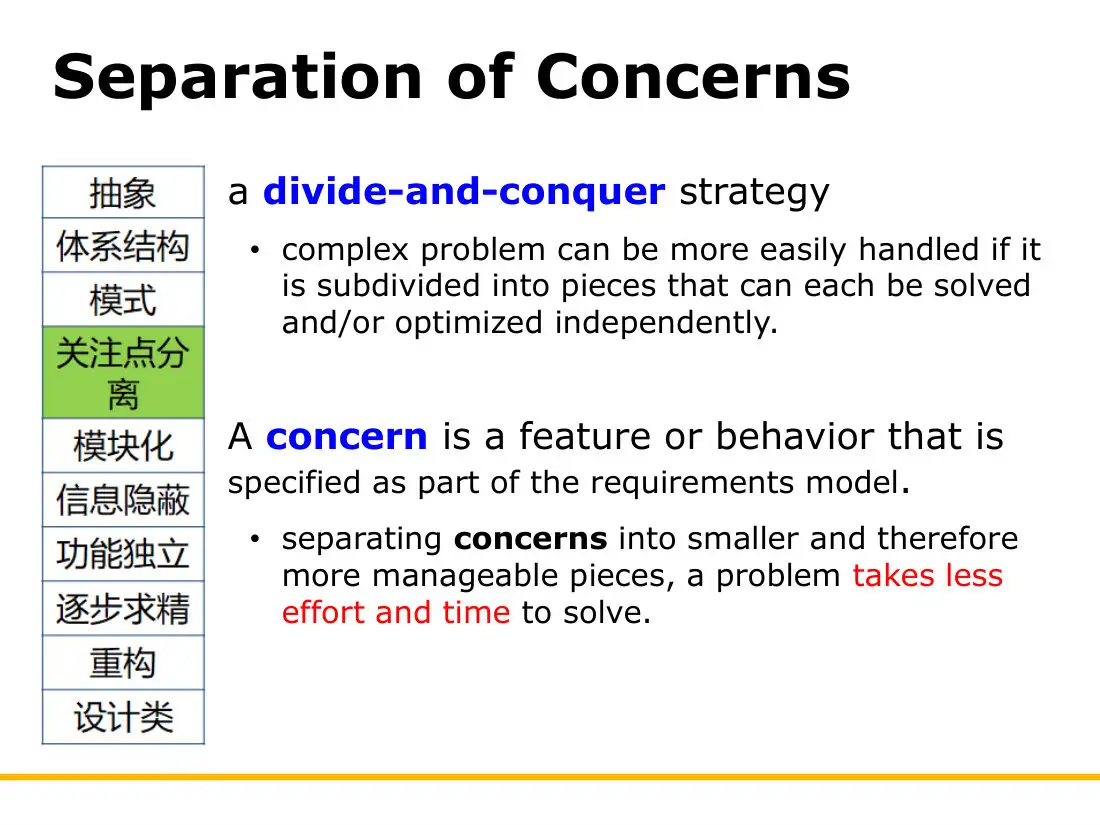 Separation of Concerns
抽象
体系结构
模式
关注点分
离
模块化
信息隐蔽
功能独立
逐步求精
重构
设计类
a divide-and-conquer strategy
• complex problem can be more easily handled if it
is subdivided into pieces that can each be solved
and/or optimized independently.
A concern is a feature or behavior that is
specified as part of the requirements model.
• separating concerns into smaller and therefore
more manageable pieces, a problem takes less
effort and time to solve.